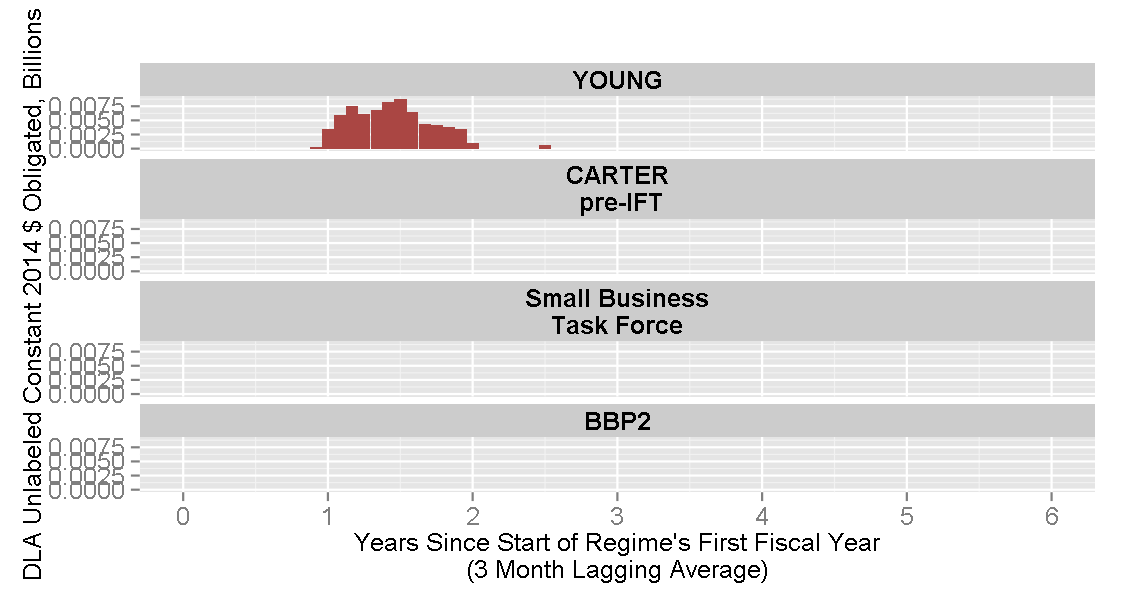 DLA Unlabeled Constant 2014 $ Obligated, Billions
YOUNG
0.0075
0.0050
0.0025
0.0000
CARTER
pre-IFT
0.0075
0.0050
0.0025
0.0000
Small Business
Task Force
0.0075
0.0050
0.0025
0.0000
BBP2
0.0075
0.0050
0.0025
0.0000
0 1 2 3 4 5 6
Years Since Start of Regime's First Fiscal Year
(3 Month Lagging Average)